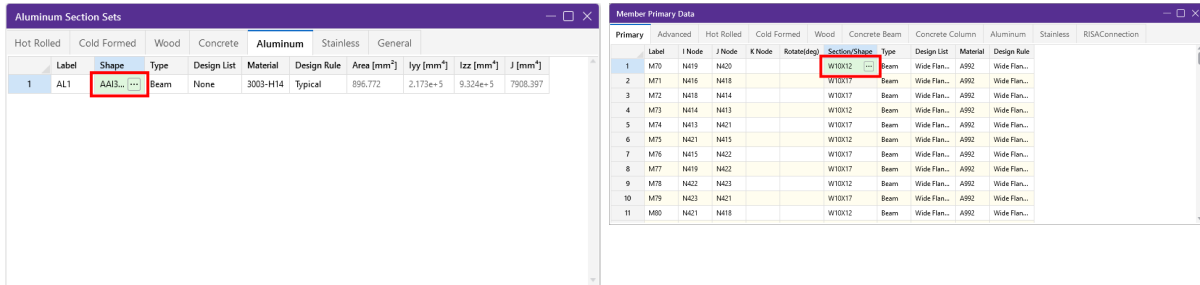 Aluminum Section Sets
Hot Rolled Cold Formed Wood Concrete Aluminum Stainless General
Label Shape Type Design List Material Design Rule Area [mm²] Iyy [mm⁴] Izz [mm⁴] J [mm⁴]
1 AL1 AAI3... ... Beam None 3003-H14 Typical 896.772 2.173e+5 9.324e+5 7908.397
Member Primary Data
Primary Advanced Hot Rolled Cold Formed Wood Concrete Beam Concrete Column Aluminum Stainless RISAConnection
Label I Node J Node K Node Rotate(deg) Section/Shape Type Design List Material Design Rule
1 M70 N419 N420 W10X12 ... Beam Wide Flan... A992 Wide Flan...
2 M71 N416 N418 W10X17 Beam Wide Flan... A992 Wide Flan...
3 M72 N418 N414 W10X17 Beam Wide Flan... A992 Wide Flan...
4 M73 N414 N413 W10X12 Beam Wide Flan... A992 Wide Flan...
5 M74 N413 N421 W10X17 Beam Wide Flan... A992 Wide Flan...
6 M75 N421 N415 W10X12 Beam Wide Flan... A992 Wide Flan...
7 M76 N415 N422 W10X17 Beam Wide Flan... A992 Wide Flan...
8 M77 N419 N422 W10X17 Beam Wide Flan... A992 Wide Flan...
9 M78 N422 N423 W10X12 Beam Wide Flan... A992 Wide Flan...
10 M79 N423 N421 W10X17 Beam Wide Flan... A992 Wide Flan...
11 M80 N421 N418 W10X12 Beam Wide Flan... A992 Wide Flan...